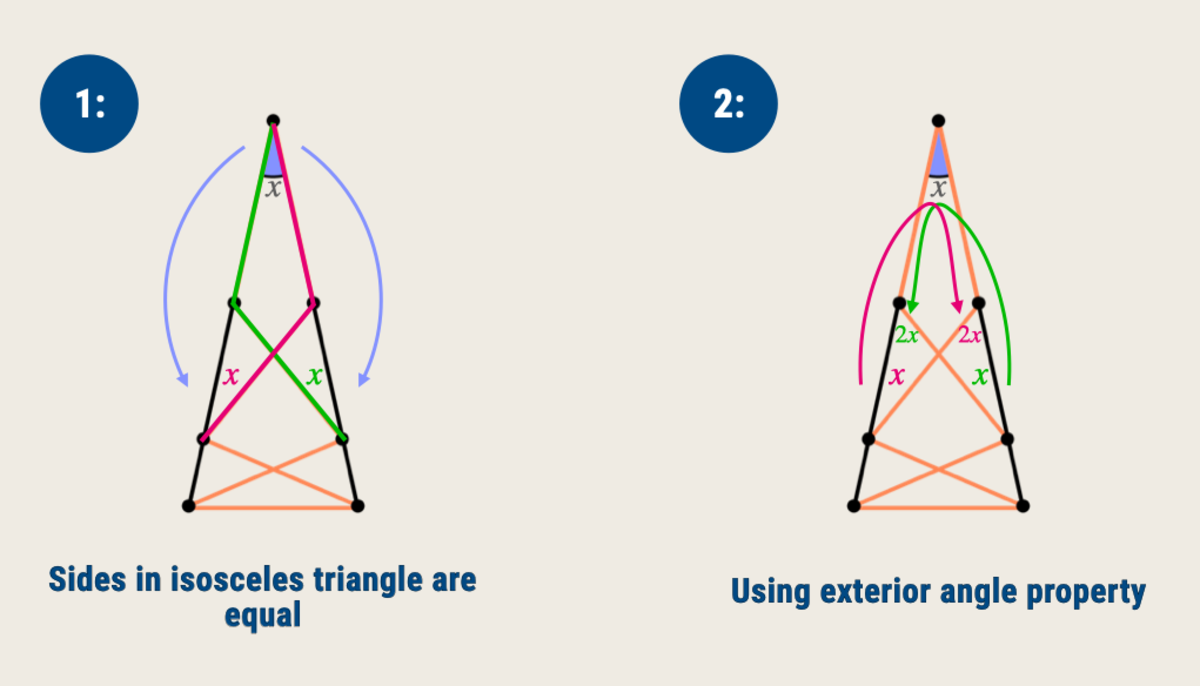 1:
x
x
x
Sides in isosceles triangle are
equal
2:
x
2x
2x
x
x
Using exterior angle property